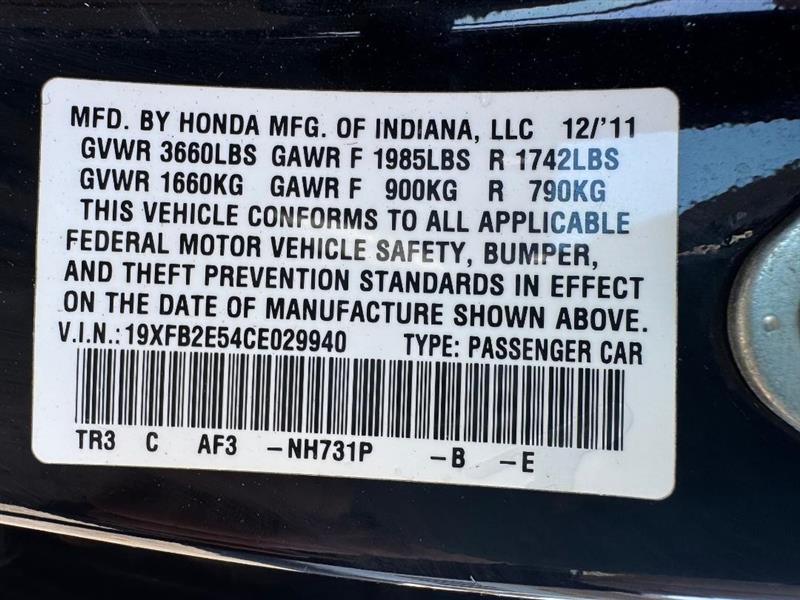 MFD. BY HONDA MFG. OF INDIANA, LLC 12/'11
GVWR 3660LBS GAWR F 1985LBS R 1742LBS
GVWR 1660KG GAWR F 900KG R 790KG
THIS VEHICLE CONFORMS TO ALL APPLICABLE
FEDERAL MOTOR VEHICLE SAFETY, BUMPER,
AND THEFT PREVENTION STANDARDS IN EFFECT
ON THE DATE OF MANUFACTURE SHOWN ABOVE.
V.I.N.:19XFB2E54CE029940 TYPE: PASSENGER CAR
TR3 C AF3 -NH731P -B -E